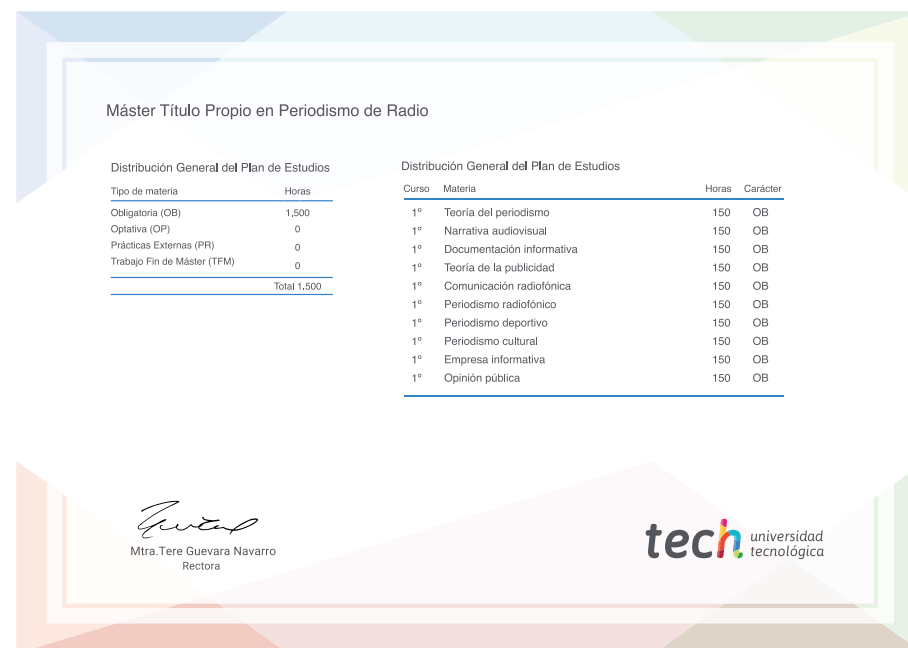 Máster Título Propio en Periodismo de Radio
Distribución General del Plan de Estudios
Tipo de materia Horas
Obligatoria (OB) 1,500
Optativa (OP) 0
Prácticas Externas (PR) 0
Trabajo Fin de Máster (TFM) 0
Total 1,500
Distribución General del Plan de Estudios
Curso Materia Horas Carácter
1º Teoría del periodismo 150 OB
1º Narrativa audiovisual 150 OB
1º Documentación informativa 150 OB
1º Teoría de la publicidad 150 OB
1º Comunicación radiofónica 150 OB
1º Periodismo radiofónico 150 OB
1º Periodismo deportivo 150 OB
1º Periodismo cultural 150 OB
1º Empresa informativa 150 OB
1º Opinión pública 150 OB
Mtra.Tere Guevara Navarro
Rectora
tech universidad
tecnológica